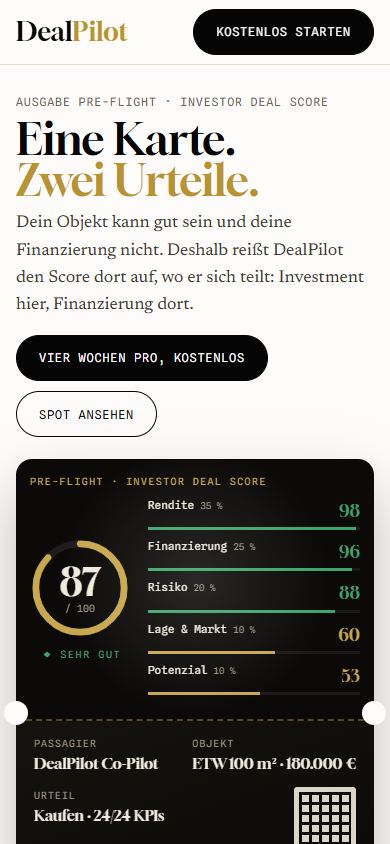 DealPilot
KOSTENLOS STARTEN
AUSGABE PRE-FLIGHT · INVESTOR DEAL SCORE
Eine Karte.
Zwei Urteile.
Dein Objekt kann gut sein und deine
Finanzierung nicht. Deshalb reißt DealPilot
den Score dort auf, wo er sich teilt: Investment
hier, Finanzierung dort.
VIER WOCHEN PRO, KOSTENLOS
SPOT ANSEHEN
PRE-FLIGHT · INVESTOR DEAL SCORE
87
/ 100
◆ SEHR GUT
Rendite 35 % 98
Finanzierung 25 % 96
Risiko 20 % 88
Lage & Markt 10 % 60
Potenzial 10 % 53
PASSAGIER
DealPilot Co-Pilot
OBJEKT
ETW 100 m² · 180.000 €
URTEIL
Kaufen · 24/24 KPIs